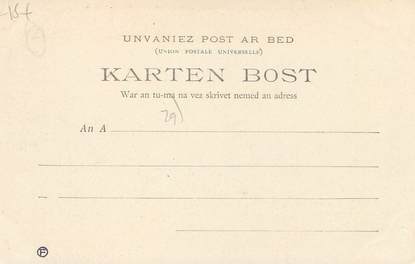 UNVANIEZ POST AR BED
(UNION POSTALE UNIVERSELLE)
KARTEN BOST
War an tu-ma na vez skrivet nemed an adress
29
An A
F